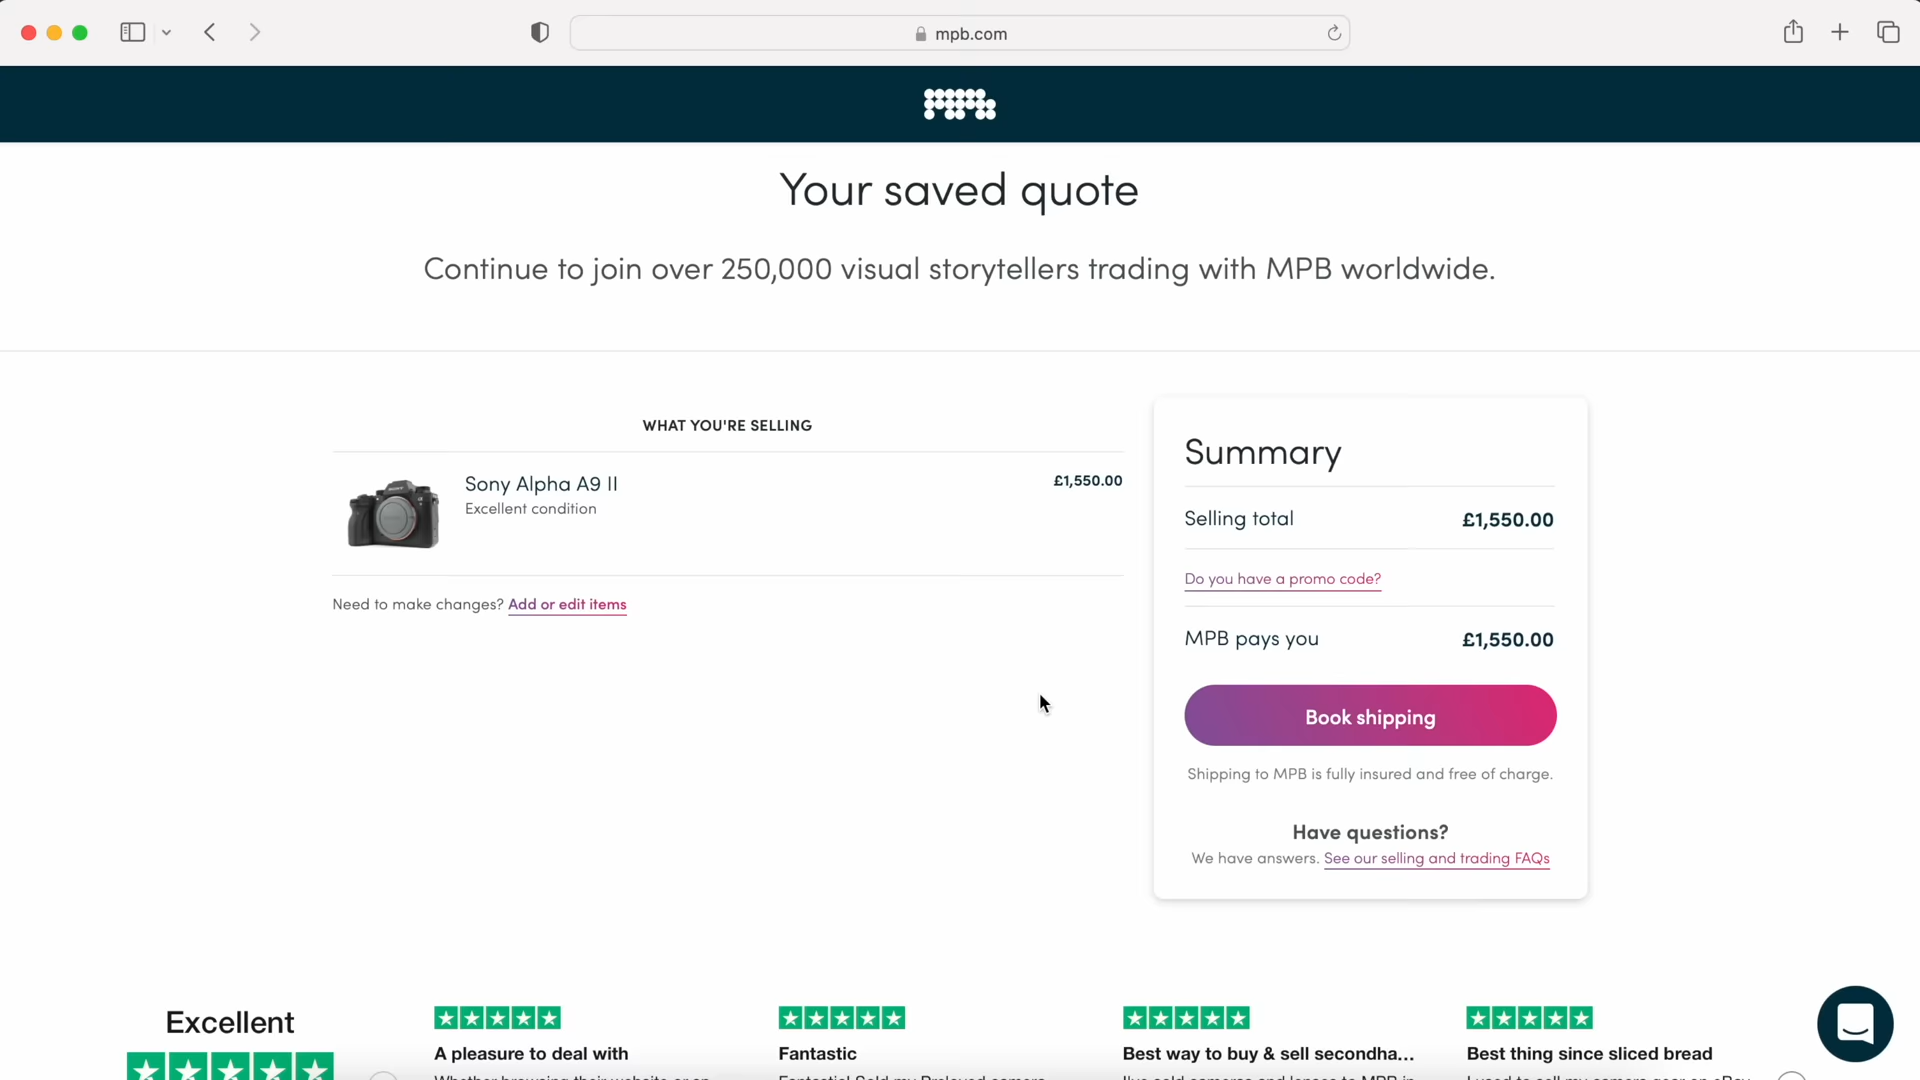 mpb.com
Your saved quote
Continue to join over 250,000 visual storytellers trading with MPB worldwide.
WHAT YOU'RE SELLING
Sony Alpha A9 II
£1,550.00
Excellent condition
Need to make changes? Add or edit items
Summary
Selling total £1,550.00
Do you have a promo code?
MPB pays you £1,550.00
Book shipping
Shipping to MPB is fully insured and free of charge.
Have questions?
We have answers. See our selling and trading FAQs
Excellent
A pleasure to deal with
Fantastic
Best way to buy & sell secondha...
Best thing since sliced bread